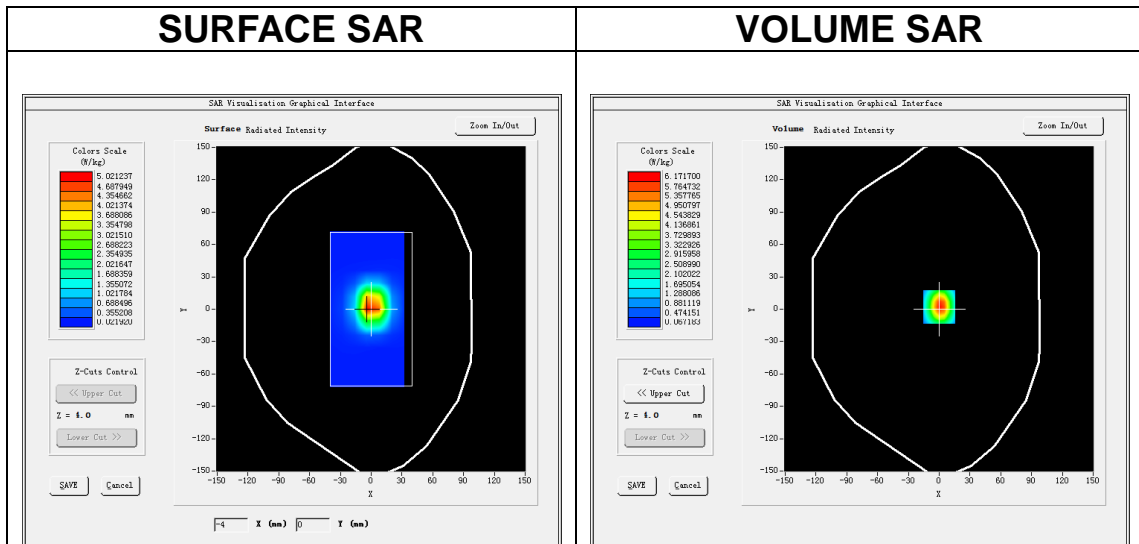 SURFACE SAR
VOLUME SAR
SAR Visualisation Graphical Interface
Surface Radiated Intensity
Zoom In/Out
Colors Scale
(W/kg)
5.021237
4.687949
4.354662
4.021374
3.688086
3.354798
3.021510
2.688223
2.354935
2.021647
1.688359
1.355072
1.021784
0.688496
0.355208
0.021920
Z-Cuts Control
<< Upper Cut
Z = 4.0 mm
Lower Cut >>
SAVE
Cancel
150
120
90
60
30
0
-30
-60
-90
-120
-150
Y
-150 -120 -90 -60 -30 0 30 60 90 120 150
X
-4 X (mm) 0 Y (mm)
SAR Visualisation Graphical Interface
Volume Radiated Intensity
Zoom In/Out
Colors Scale
(W/kg)
6.171700
5.764732
5.357765
4.950797
4.543829
4.136861
3.729893
3.322926
2.915958
2.508990
2.102022
1.695054
1.288086
0.881119
0.474151
0.067183
Z-Cuts Control
<< Upper Cut
Z = 4.0 mm
Lower Cut >>
SAVE
Cancel
150
120
90
60
30
0
-30
-60
-90
-120
-150
Y
-150 -120 -90 -60 -30 0 30 60 90 120 150
X